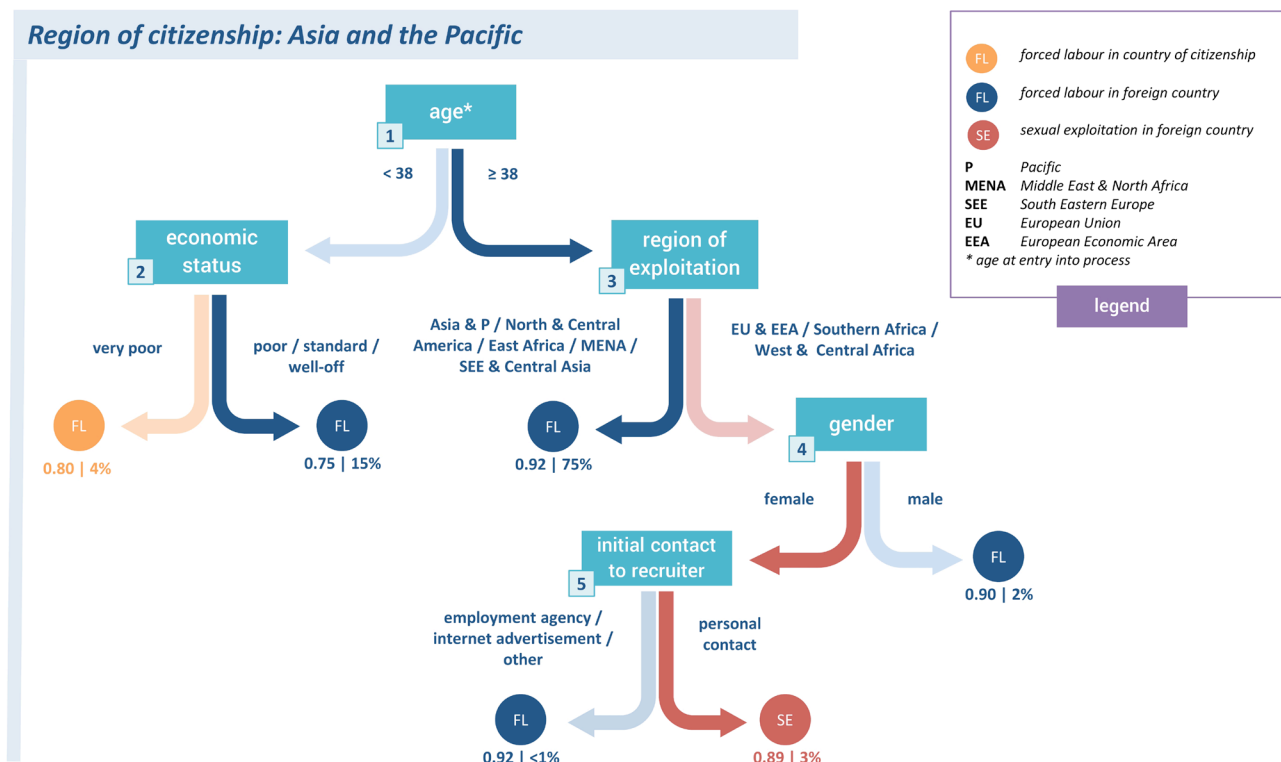 Region of citizenship: Asia and the Pacific
age*
1
< 38
≥ 38
economic
status
2
region of
exploitation
3
very poor
poor / standard /
well-off
Asia & P / North & Central
America / East Africa / MENA /
SEE & Central Asia
EU & EEA / Southern Africa /
West & Central Africa
FL
0.80 | 4%
FL
0.75 | 15%
FL
0.92 | 75%
gender
4
female
male
initial contact
to recruiter
5
FL
0.90 | 2%
employment agency /
internet advertisement /
other
personal
contact
FL
0.92 | <1%
SE
0.89 | 3%
FL forced labour in country of citizenship
FL forced labour in foreign country
SE sexual exploitation in foreign country
P Pacific
MENA Middle East & North Africa
SEE South Eastern Europe
EU European Union
EEA European Economic Area
* age at entry into process
legend